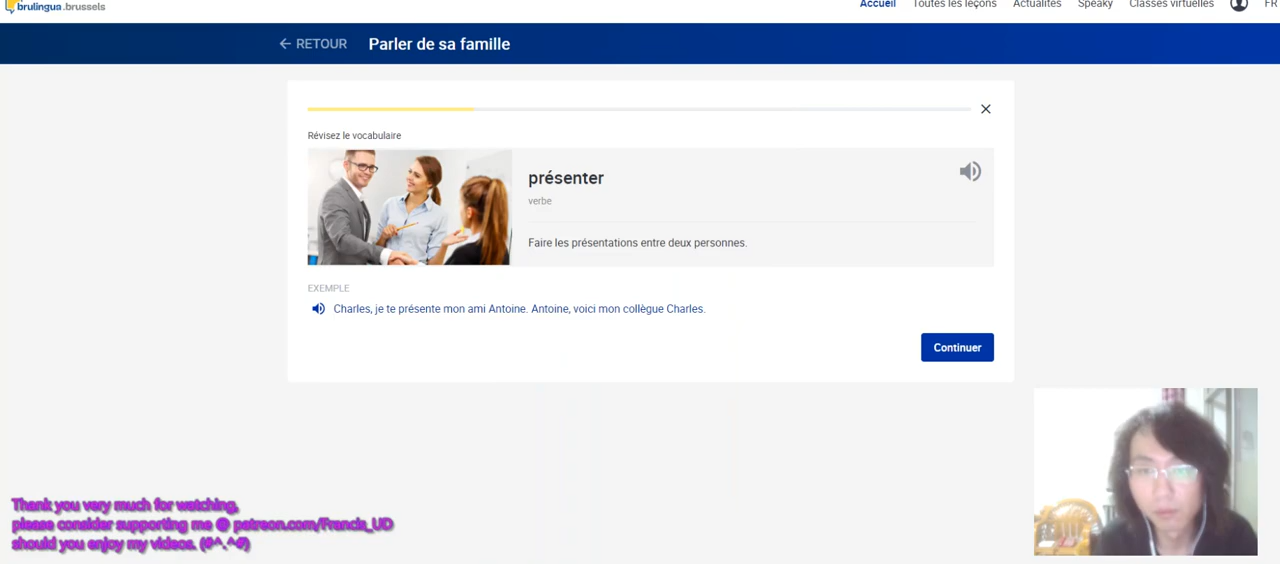 brulingua.brussels
Accueil Toutes les leçons Actualités Speaky Classes virtuelles FR
← RETOUR Parler de sa famille
Révisez le vocabulaire
présenter
verbe
Faire les présentations entre deux personnes.
EXEMPLE
Charles, je te présente mon ami Antoine. Antoine, voici mon collègue Charles.
Continuer
Thank you very much for watching,
please consider supporting me @ patreon.com/Francis_UD
should you enjoy my videos. (#^.^#)